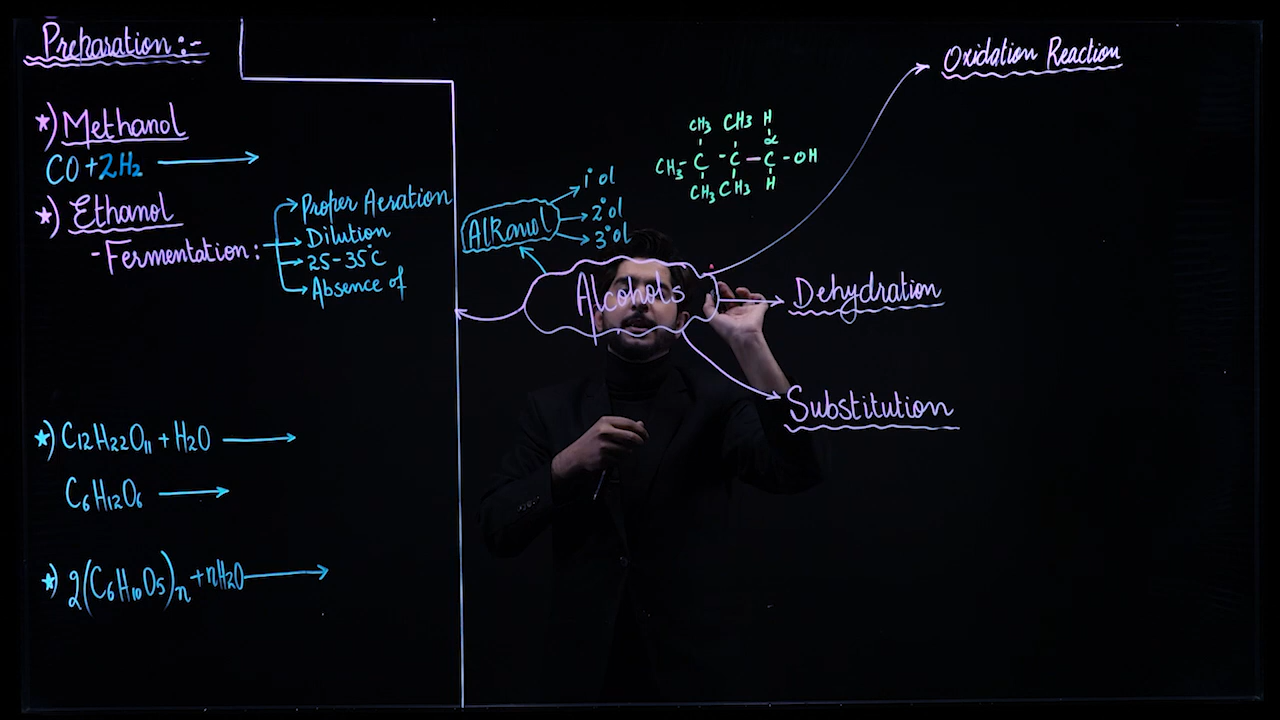 Preparation:-
*) Methanol
CO + 2H2 →
*) Ethanol
- Fermentation:
Proper Aeration
Dilution
25-35°C
Absence of
*) C12H22O11 + H2O →
C6H12O6 →
*) 2(C6H10O5)n + nH2O →
Alkanol
1° ol
2° ol
3° ol
CH3 CH3 H
α
CH3 - C - C - C - OH
CH3 CH3 H
Alcohols
Oxidation Reaction
Dehydration
Substitution